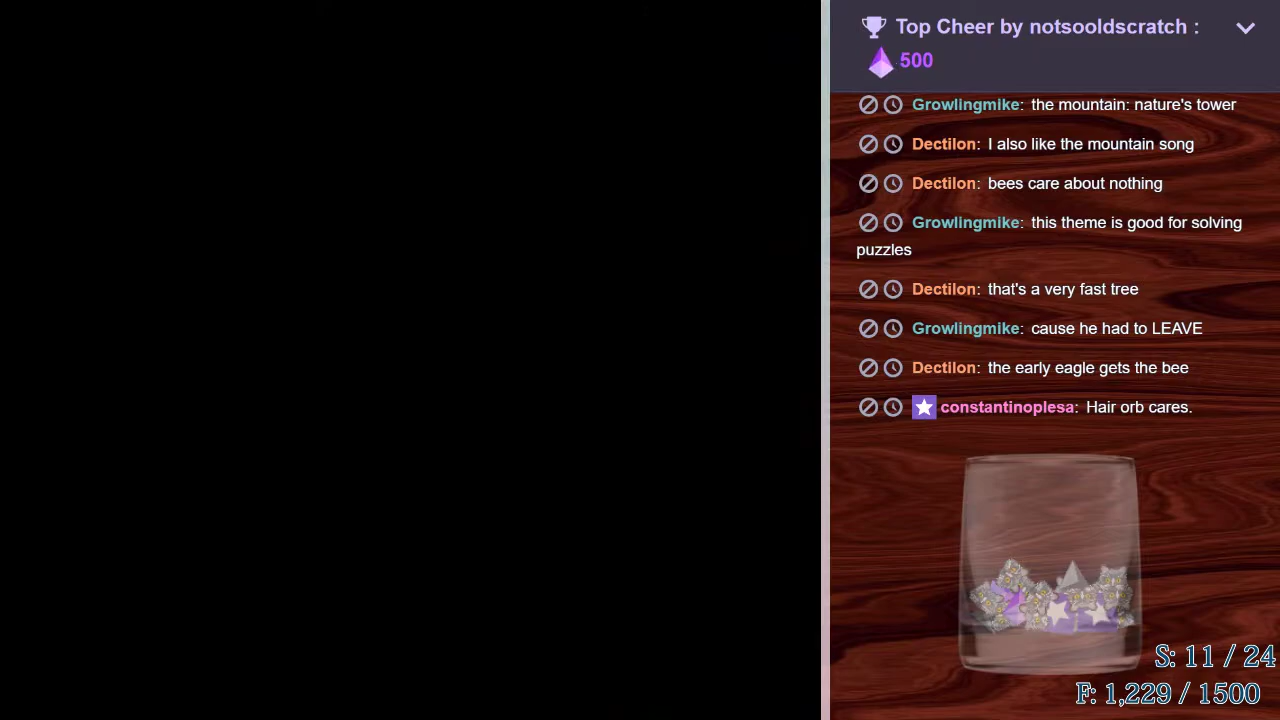 Top Cheer by notsooldscratch :
500
Growlingmike: the mountain: nature's tower
Dectilon: I also like the mountain song
Dectilon: bees care about nothing
Growlingmike: this theme is good for solving
puzzles
Dectilon: that's a very fast tree
Growlingmike: cause he had to LEAVE
Dectilon: the early eagle gets the bee
constantinoplesa: Hair orb cares.
S: 11 / 24
F: 1,229 / 1500